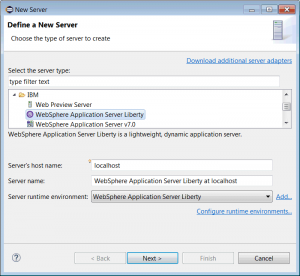 New Server
Define a New Server
Choose the type of server to create
Download additional server adapters
Select the server type:
type filter text
IBM
Web Preview Server
WebSphere Application Server Liberty
WebSphere Application Server v7.0
WebSphere Application Server Liberty is a lightweight, dynamic application server.
Server's host name: localhost
Server name: WebSphere Application Server Liberty at localhost
Server runtime environment: WebSphere Application Server Liberty Add...
Configure runtime environments...
? < Back Next > Finish Cancel